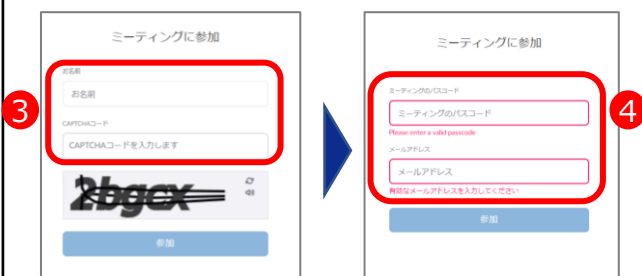 ミーティングに参加
3
お名前
お名前
CAPTCHAコード
CAPTCHAコードを入力します
2bgcx
参加
ミーティングに参加
4
ミーティングのパスコード
ミーティングのパスコード
Please enter a valid passcode
メールアドレス
メールアドレス
有効なメールアドレスを入力してください
参加